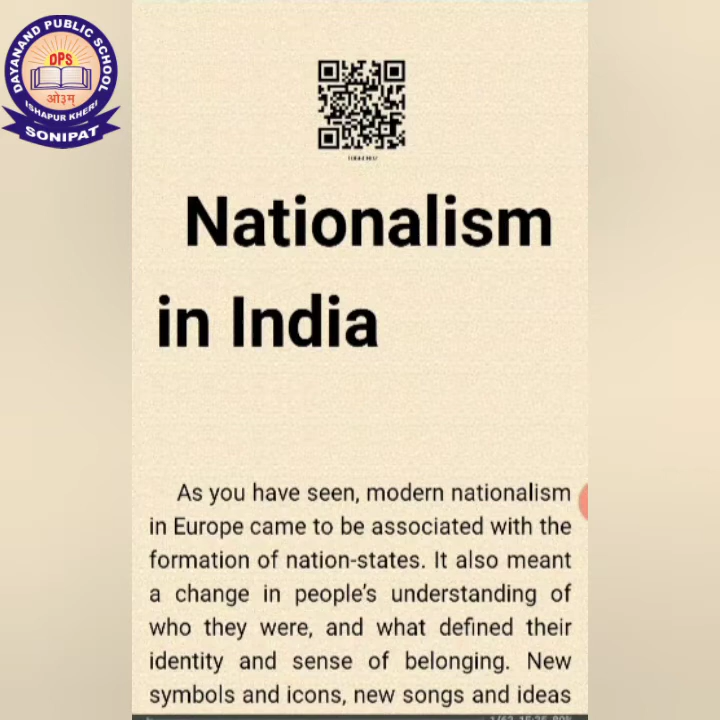 DAYANAND PUBLIC SCHOOL
DPS
ओ३म्
ISHAPUR KHERI
SONIPAT
Nationalism
in India
As you have seen, modern nationalism
in Europe came to be associated with the
formation of nation-states. It also meant
a change in people's understanding of
who they were, and what defined their
identity and sense of belonging. New
symbols and icons, new songs and ideas